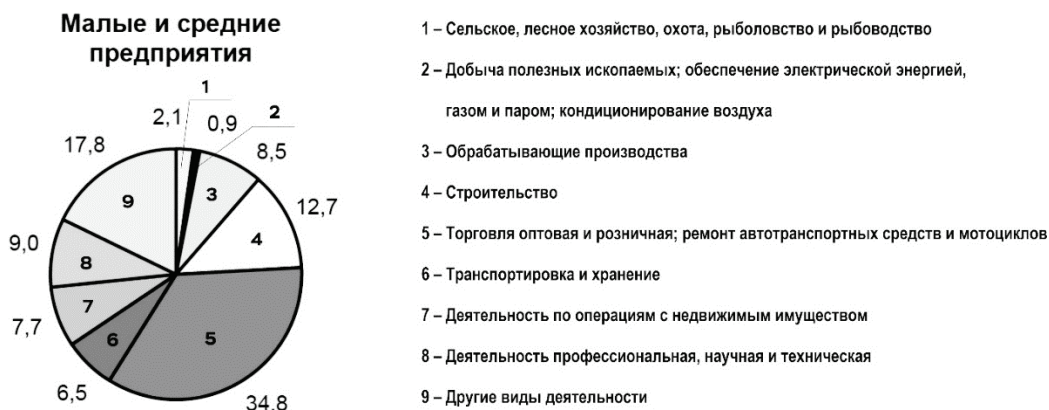 Малые и средние
предприятия
1
2,1
0,9
2
17,8
8,5
9
3
12,7
4
9,0
8
7
5
7,7
6
6,5
34,8
1 – Сельское, лесное хозяйство, охота, рыболовство и рыбоводство
2 – Добыча полезных ископаемых; обеспечение электрической энергией,
газом и паром; кондиционирование воздуха
3 – Обрабатывающие производства
4 – Строительство
5 – Торговля оптовая и розничная; ремонт автотранспортных средств и мотоциклов
6 – Транспортировка и хранение
7 – Деятельность по операциям с недвижимым имуществом
8 – Деятельность профессиональная, научная и техническая
9 – Другие виды деятельности